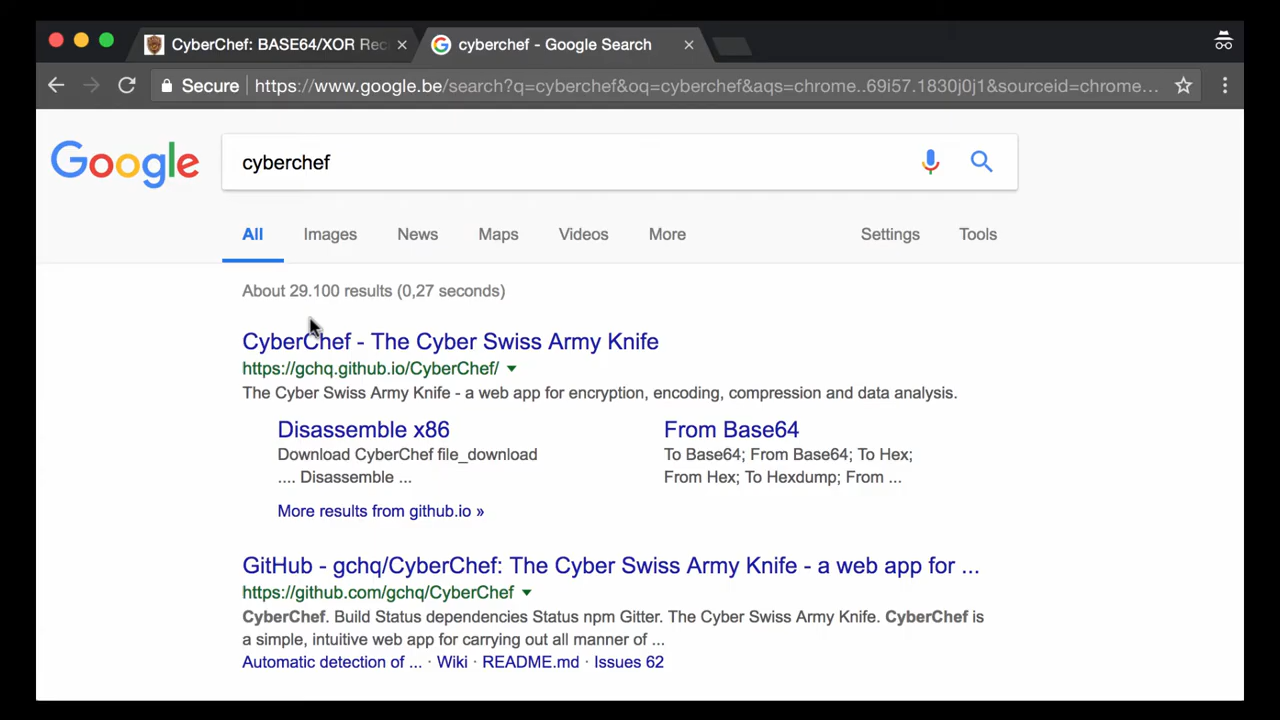 CyberChef: BASE64/XOR Rec
cyberchef - Google Search
Secure
https://www.google.be/search?q=cyberchef&oq=cyberchef&aqs=chrome..69i57.1830j0j1&sourceid=chrome...
Google
cyberchef
All Images News Maps Videos More Settings Tools
About 29.100 results (0,27 seconds)
CyberChef - The Cyber Swiss Army Knife
https://gchq.github.io/CyberChef/
The Cyber Swiss Army Knife - a web app for encryption, encoding, compression and data analysis.
Disassemble x86
Download CyberChef file_download
.... Disassemble ...
From Base64
To Base64; From Base64; To Hex;
From Hex; To Hexdump; From ...
More results from github.io »
GitHub - gchq/CyberChef: The Cyber Swiss Army Knife - a web app for ...
https://github.com/gchq/CyberChef
CyberChef. Build Status dependencies Status npm Gitter. The Cyber Swiss Army Knife. CyberChef is
a simple, intuitive web app for carrying out all manner of ...
Automatic detection of ... · Wiki · README.md · Issues 62